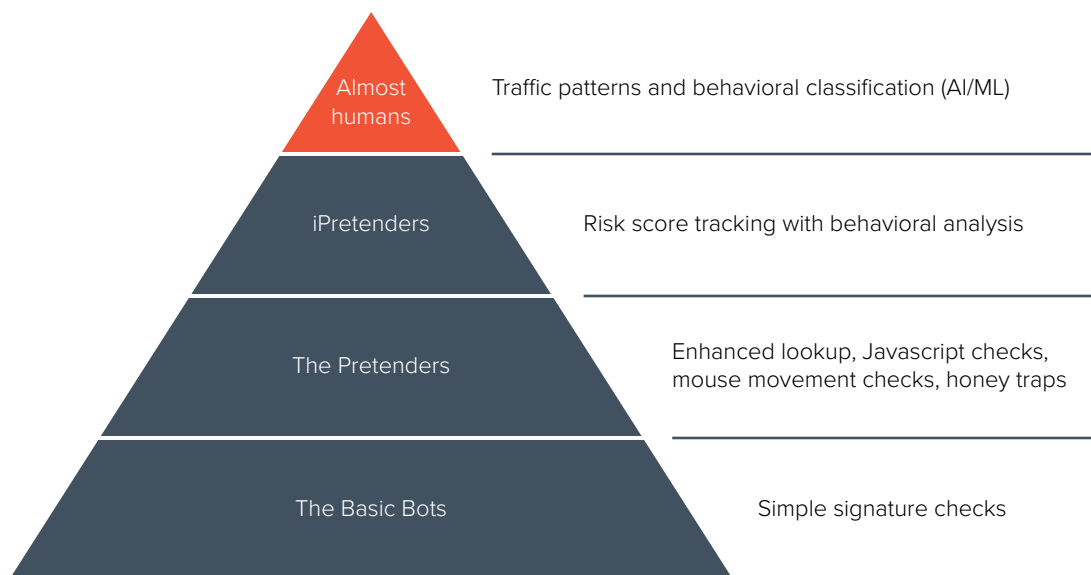 Almost
humans
Traffic patterns and behavioral classification (AI/ML)
iPretenders
Risk score tracking with behavioral analysis
The Pretenders
Enhanced lookup, Javascript checks,
mouse movement checks, honey traps
The Basic Bots
Simple signature checks